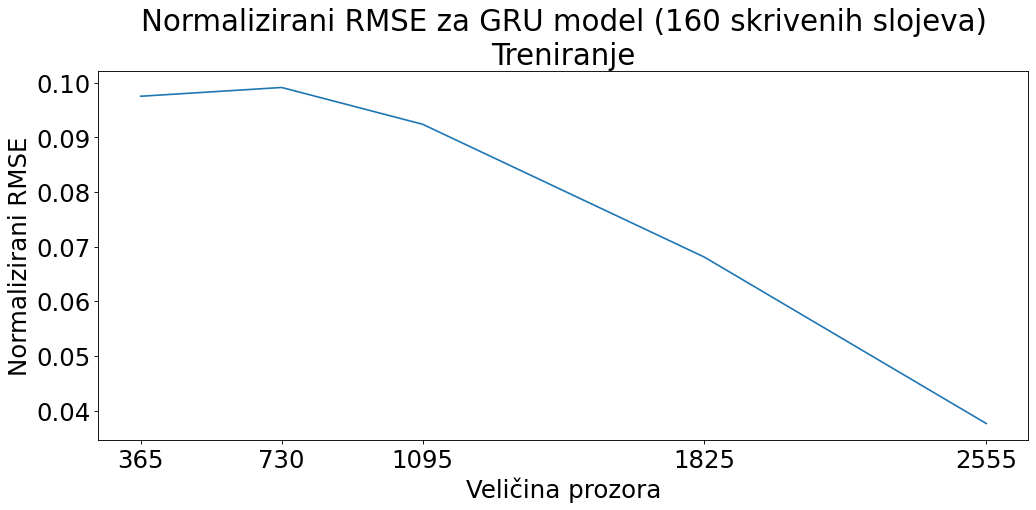 Normalizirani RMSE za GRU model (160 skrivenih slojeva)
Treniranje
Normalizirani RMSE
0.10
0.09
0.08
0.07
0.06
0.05
0.04
365 730 1095 1825 2555
Veličina prozora